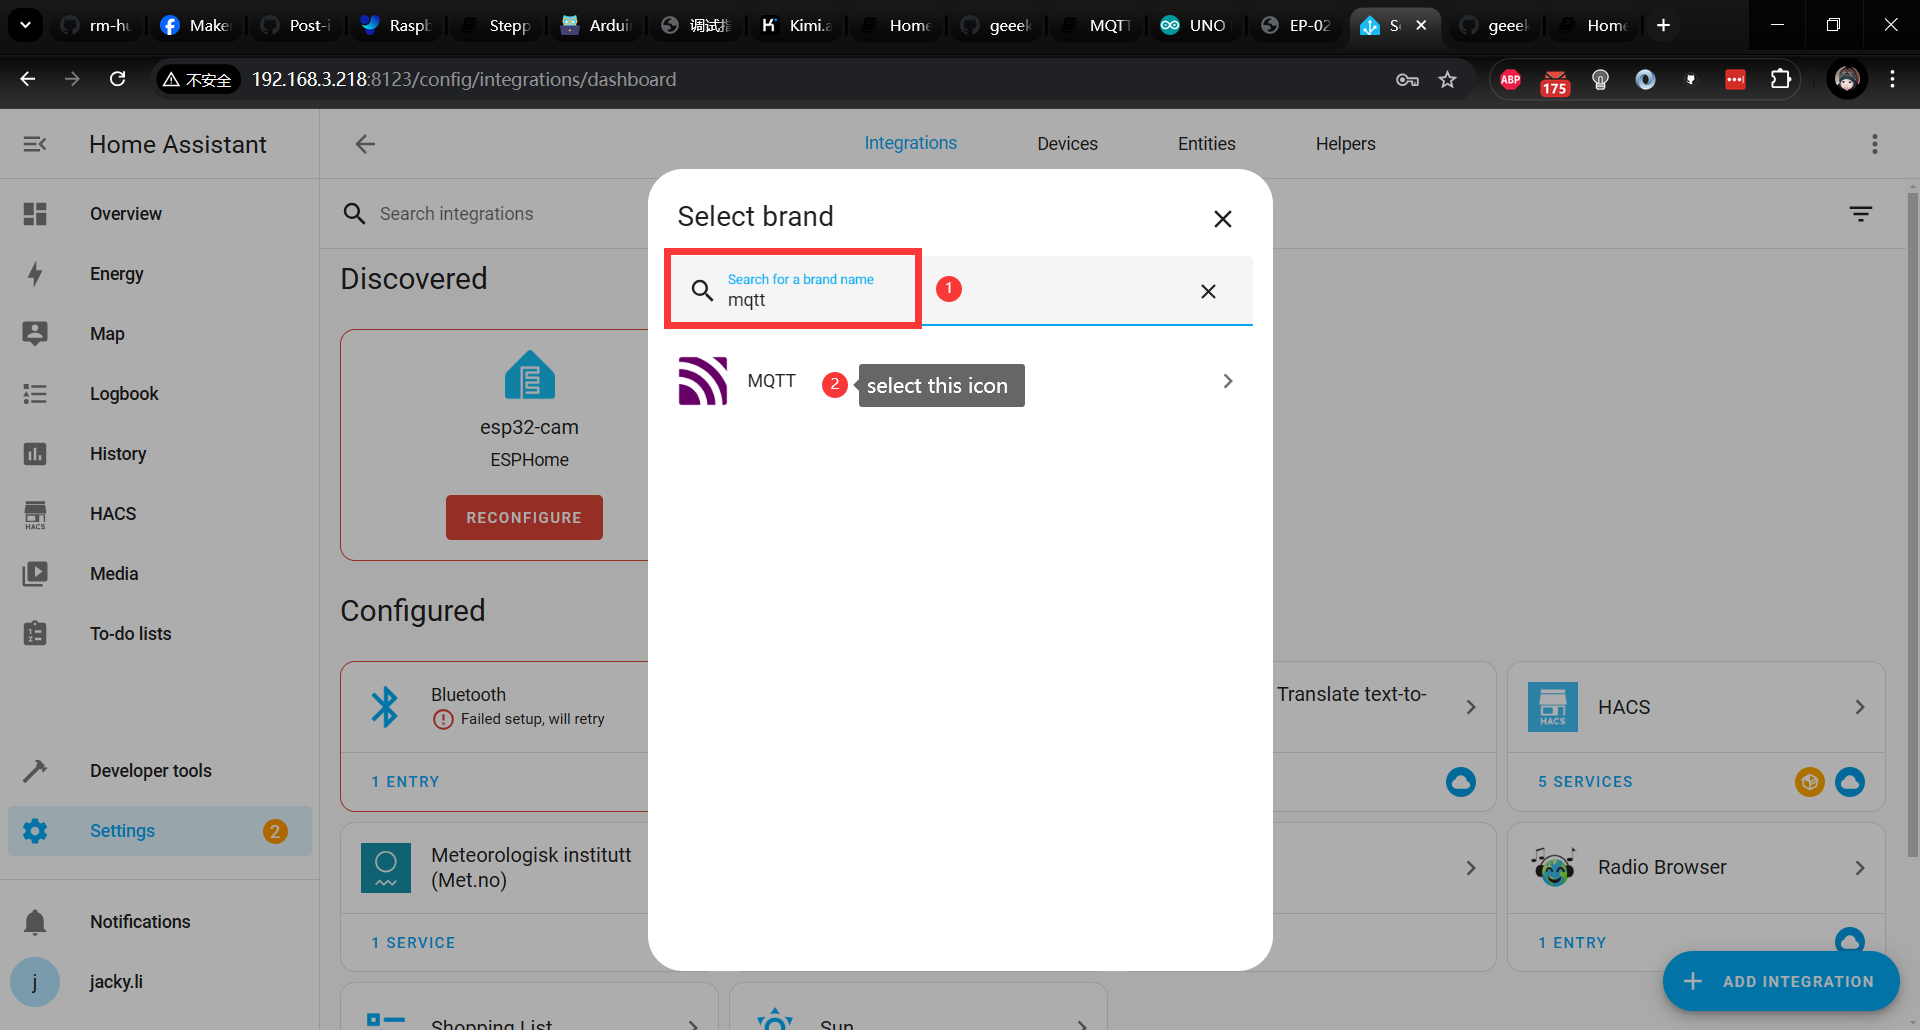 rm-hu
Make
Post-i
Raspb
Stepp
Ardui
调试指
Kimi.a
Home
geeek
MQTT
UNO
EP-02
S
geeek
Home
不安全
192.168.3.218:8123/config/integrations/dashboard
ABP
175
Home Assistant
Integrations
Devices
Entities
Helpers
Overview
Search integrations
Select brand
Energy
Discovered
Search for a brand name
mqtt
1
Map
MQTT
2
select this icon
Logbook
esp32-cam
History
ESPHome
HACS
HACS
RECONFIGURE
Media
Configured
To-do lists
Bluetooth
Failed setup, will retry
Translate text-to-
HACS
HACS
Developer tools
1 ENTRY
5 SERVICES
Settings
2
Meteorologisk institutt
(Met.no)
Radio Browser
Notifications
1 SERVICE
1 ENTRY
j
jacky.li
ADD INTEGRATION
Shopping List
Sun